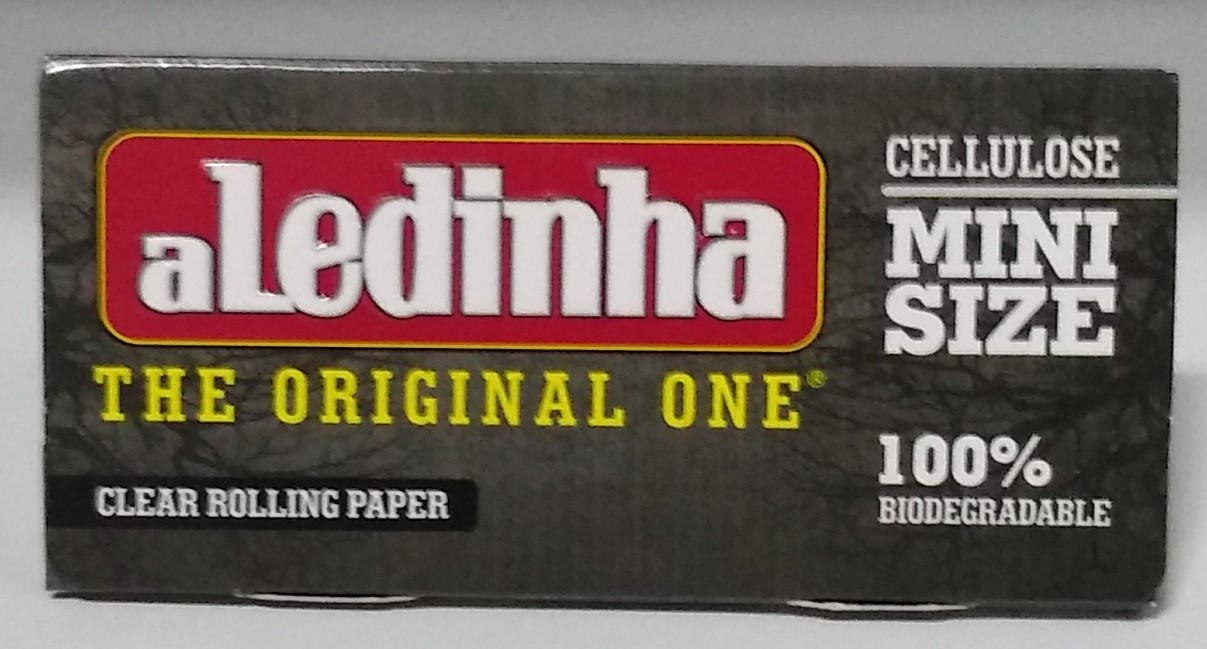 aLedinha
THE ORIGINAL ONE®
CLEAR ROLLING PAPER
CELLULOSE
MINI
SIZE
100%
BIODEGRADABLE